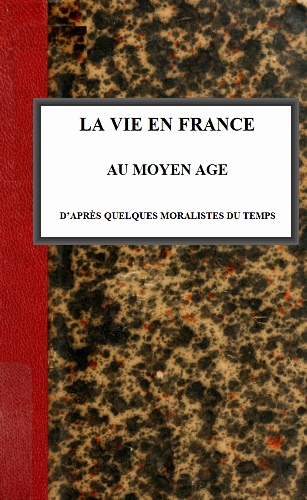 LA VIE EN FRANCE
AU MOYEN AGE
D'APRÈS QUELQUES MORALISTES DU TEMPS